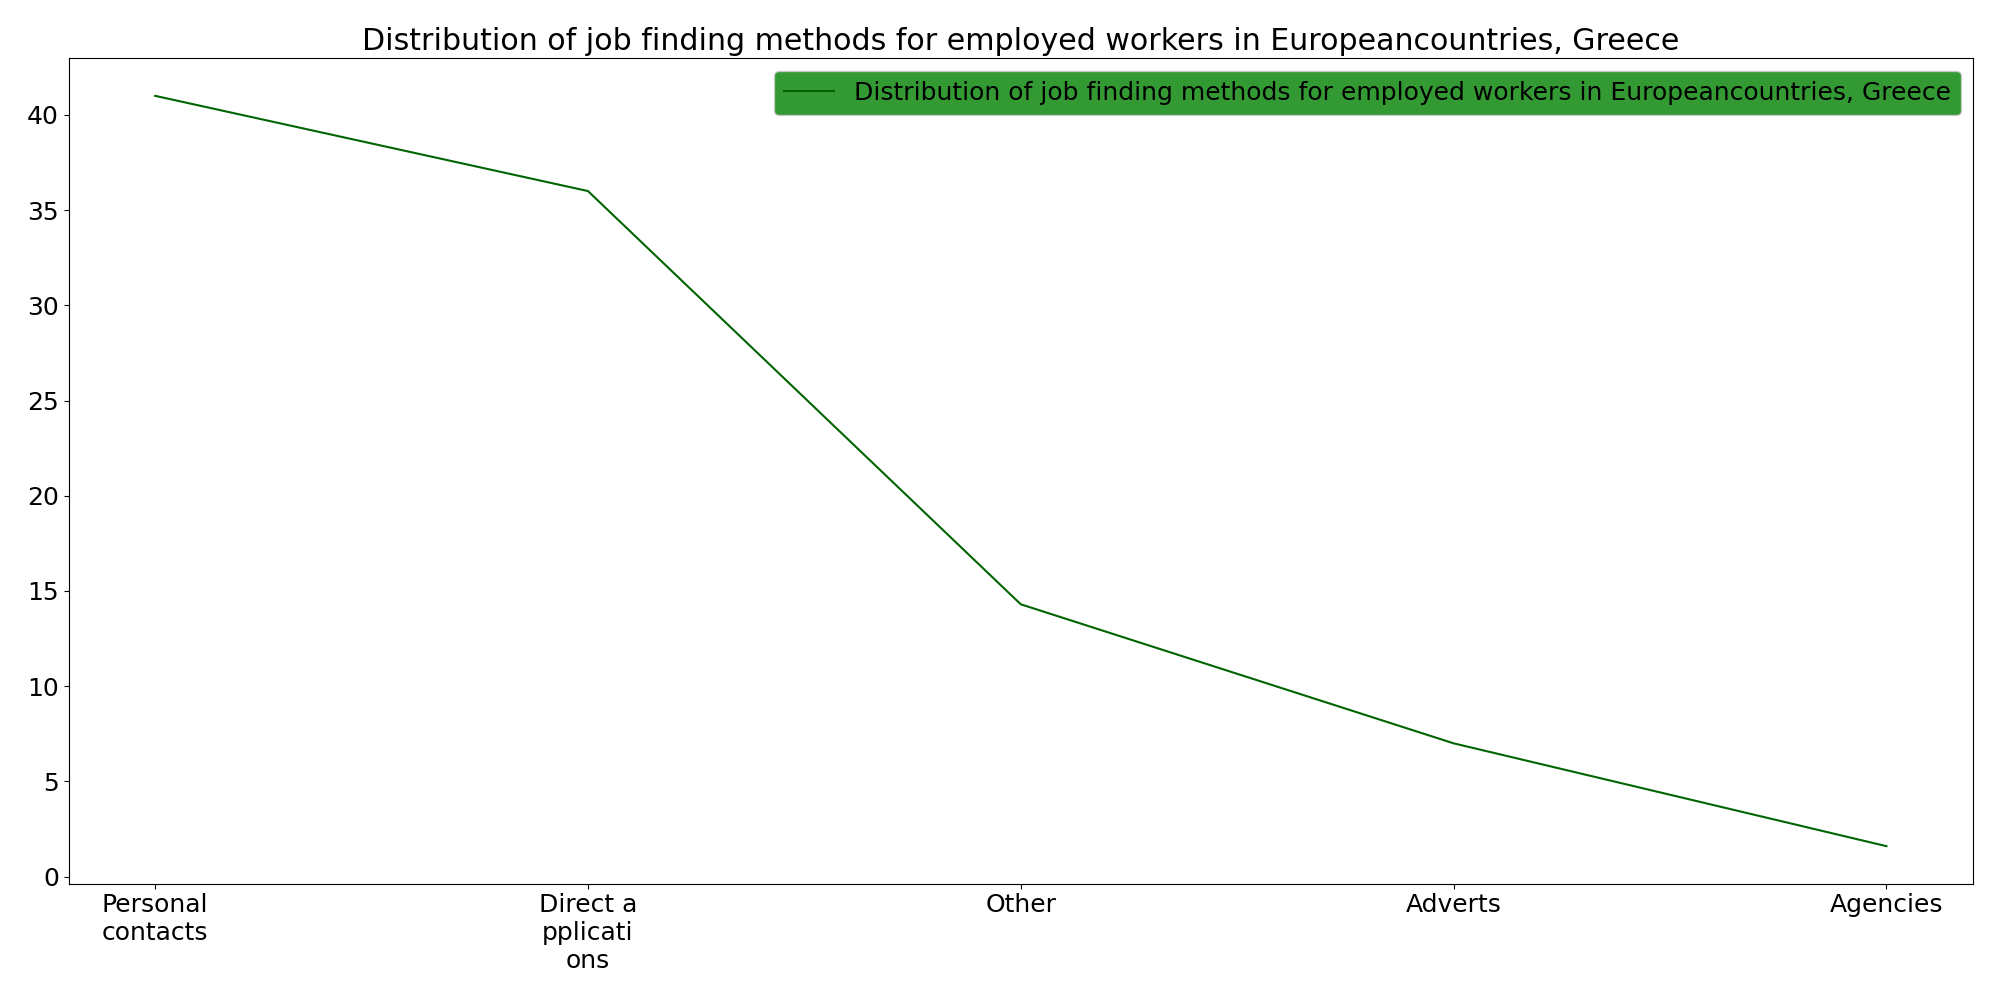 Distribution of job finding methods for employed workers in Europeancountries, Greece
Distribution of job finding methods for employed workers in Europeancountries, Greece
40
35
30
25
20
15
10
5
0
Personal
contacts
Direct a
pplicati
ons
Other
Adverts
Agencies